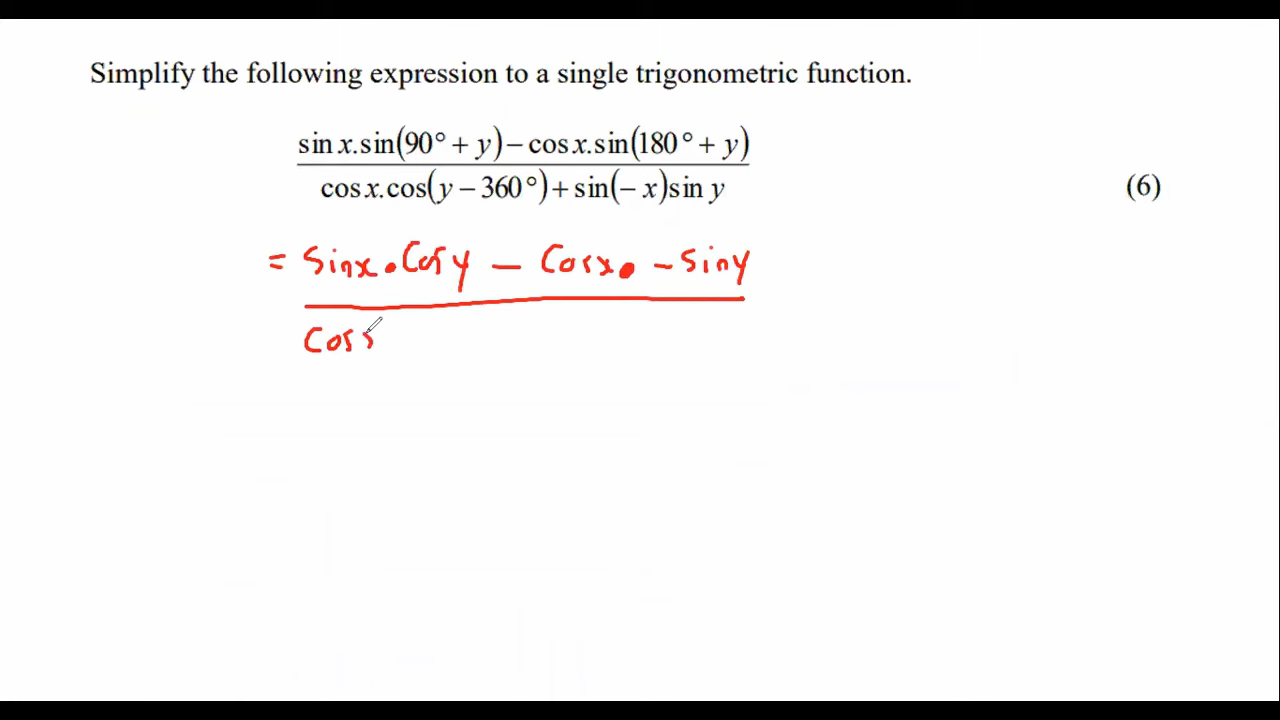 Simplify the following expression to a single trigonometric function.
sin x.sin(90° + y) – cos x.sin(180° + y)
cos x.cos(y – 360°) + sin(– x)sin y
(6)
= Sinx . Cosy – Cosx . – Siny
Cosx